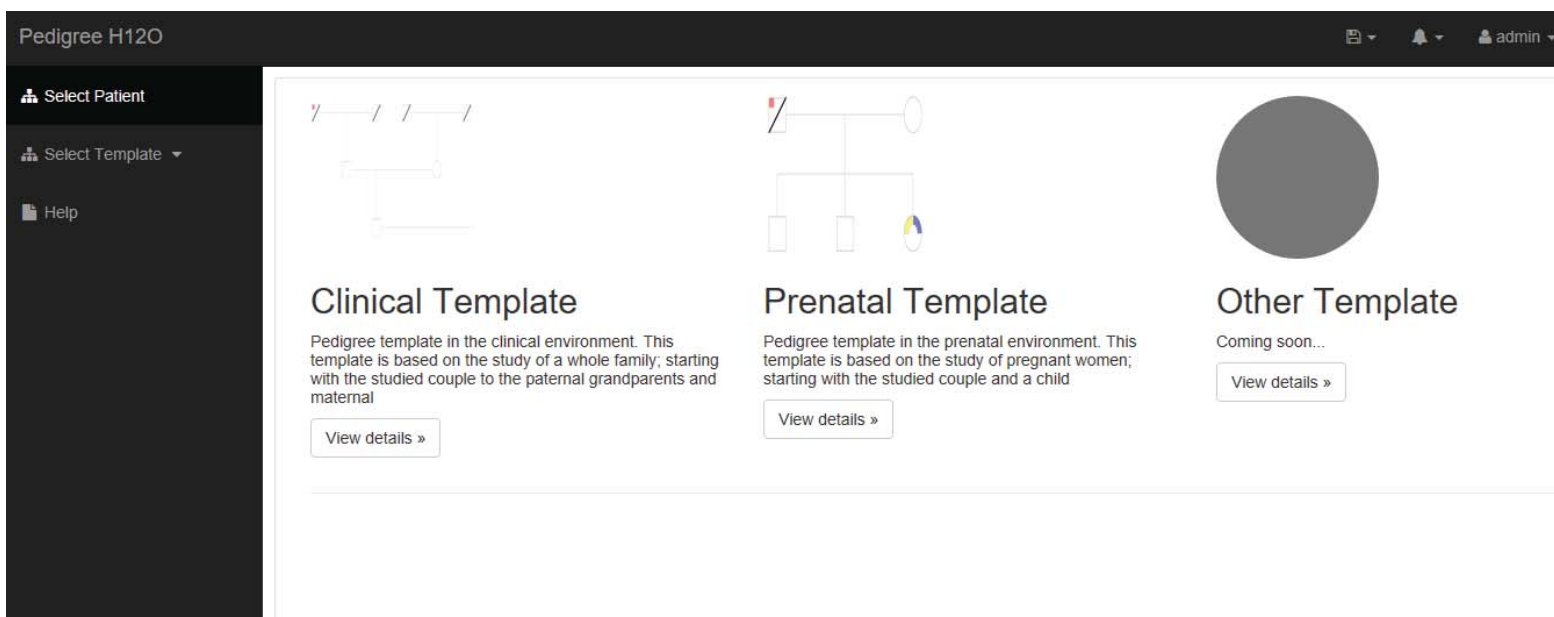 Pedigree H12O
admin
Select Patient
Select Template
Help
Clinical Template
Pedigree template in the clinical environment. This
template is based on the study of a whole family; starting
with the studied couple to the paternal grandparents and
maternal
View details »
Prenatal Template
Pedigree template in the prenatal environment. This
template is based on the study of pregnant women;
starting with the studied couple and a child
View details »
Other Template
Coming soon...
View details »